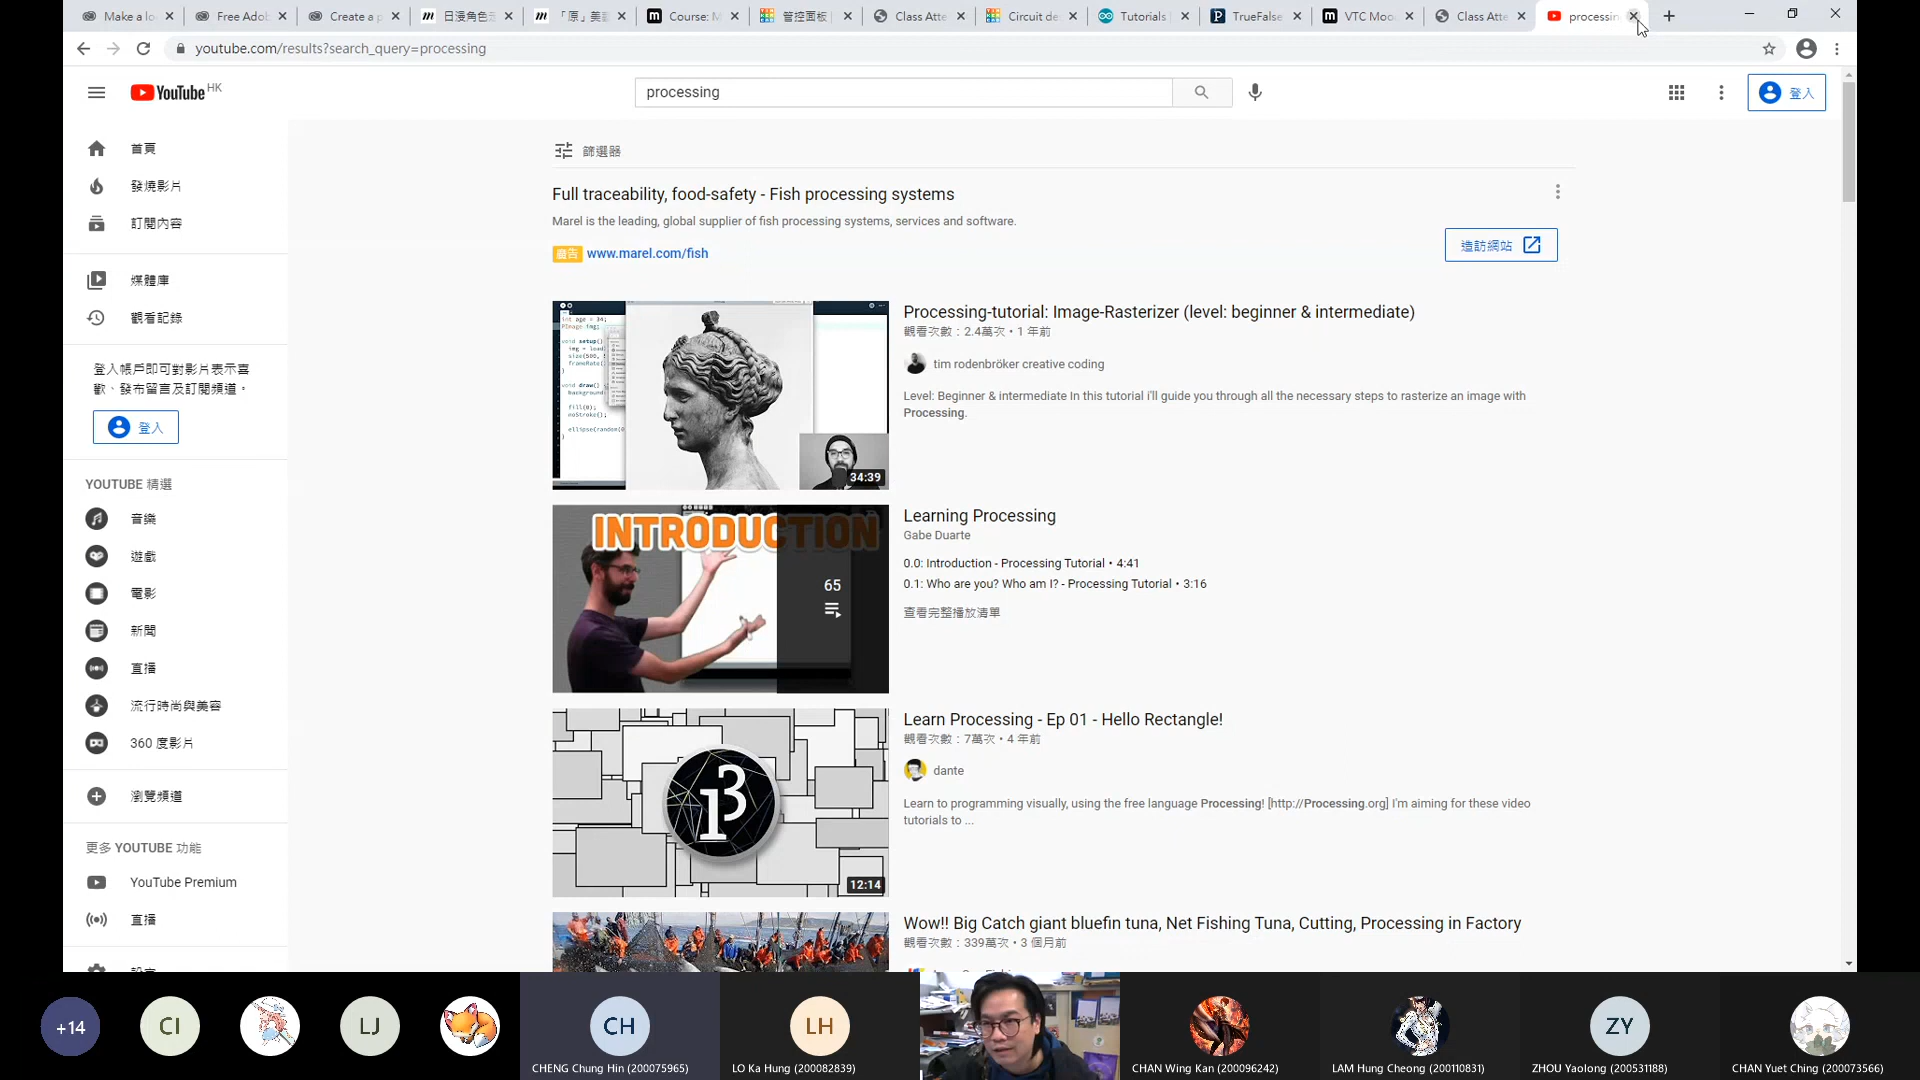 Make a lo
Free Adob
Create a p
日漫角色示
「原」美誤
Course: M
管控面板 |
Class Atte
Circuit de
Tutorials
TrueFalse
VTC Moo
Class Atte
processin
youtube.com/results?search_query=processing
YouTube HK
processing
登入
首頁
發燒影片
訂閱內容
媒體庫
觀看記錄
登入帳戶即可對影片表示喜
歡、發布留言及訂閱頻道。
登入
YOUTUBE 精選
音樂
遊戲
電影
新聞
直播
流行時尚與美容
360 度影片
瀏覽頻道
更多 YOUTUBE 功能
YouTube Premium
直播
設定
篩選器
Full traceability, food-safety - Fish processing systems
Marel is the leading, global supplier of fish processing systems, services and software.
廣告 www.marel.com/fish
造訪網站
34:39
Processing-tutorial: Image-Rasterizer (level: beginner & intermediate)
觀看次數：2.4萬次 • 1 年前
tim rodenbröker creative coding
Level: Beginner & intermediate In this tutorial i'll guide you through all the necessary steps to rasterize an image with
Processing.
INTRODUCTION
65
Learning Processing
Gabe Duarte
0.0: Introduction - Processing Tutorial • 4:41
0.1: Who are you? Who am I? - Processing Tutorial • 3:16
查看完整播放清單
12:14
Learn Processing - Ep 01 - Hello Rectangle!
觀看次數：7萬次 • 4 年前
dante
Learn to programming visually, using the free language Processing! [http://Processing.org] I'm aiming for these video
tutorials to ...
Wow!! Big Catch giant bluefin tuna, Net Fishing Tuna, Cutting, Processing in Factory
觀看次數：339萬次 • 3 個月前
+14
CI
LJ
CH
CHENG Chung Hin (200075965)
LH
LO Ka Hung (200082839)
CHAN Wing Kan (200096242)
LAM Hung Cheong (200110831)
ZY
ZHOU Yaolong (200531188)
CHAN Yuet Ching (200073566)